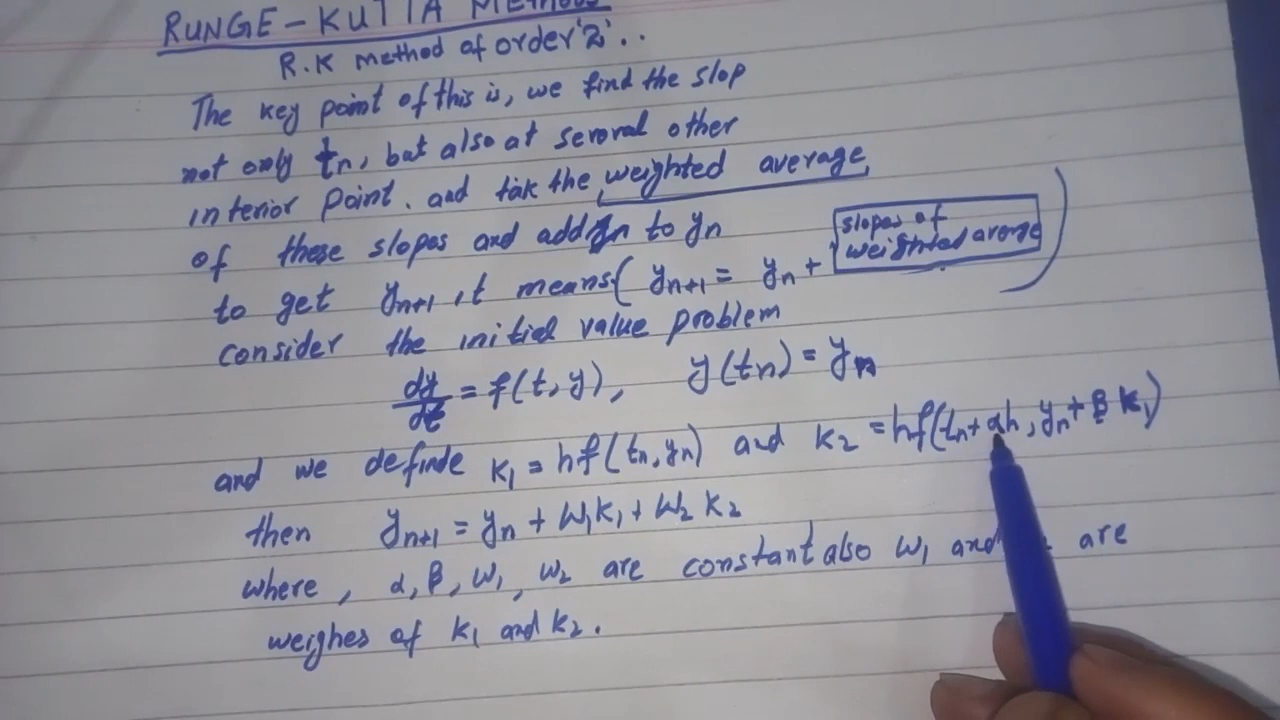 RUNGE-KUTTA METHODS
R.K Method of order '2'..
The key point of this is, we find the slop
not only tn, but also at several other
interior point. and tak the weighted average
of these slopes and add to yn
to get yn+1 it means( yn+1 = yn + slopes of weighted average )
consider the initial value problem
dy/dt = f(t,y), y(tn) = yn
and we definde K1 = hf(tn,yn) and K2 = hf(tn+αh, yn+βK1)
then yn+1 = yn + W1K1 + W2K2
where, α, β, W1, W2 are constant also W1 and are
weighes of K1 and K2.